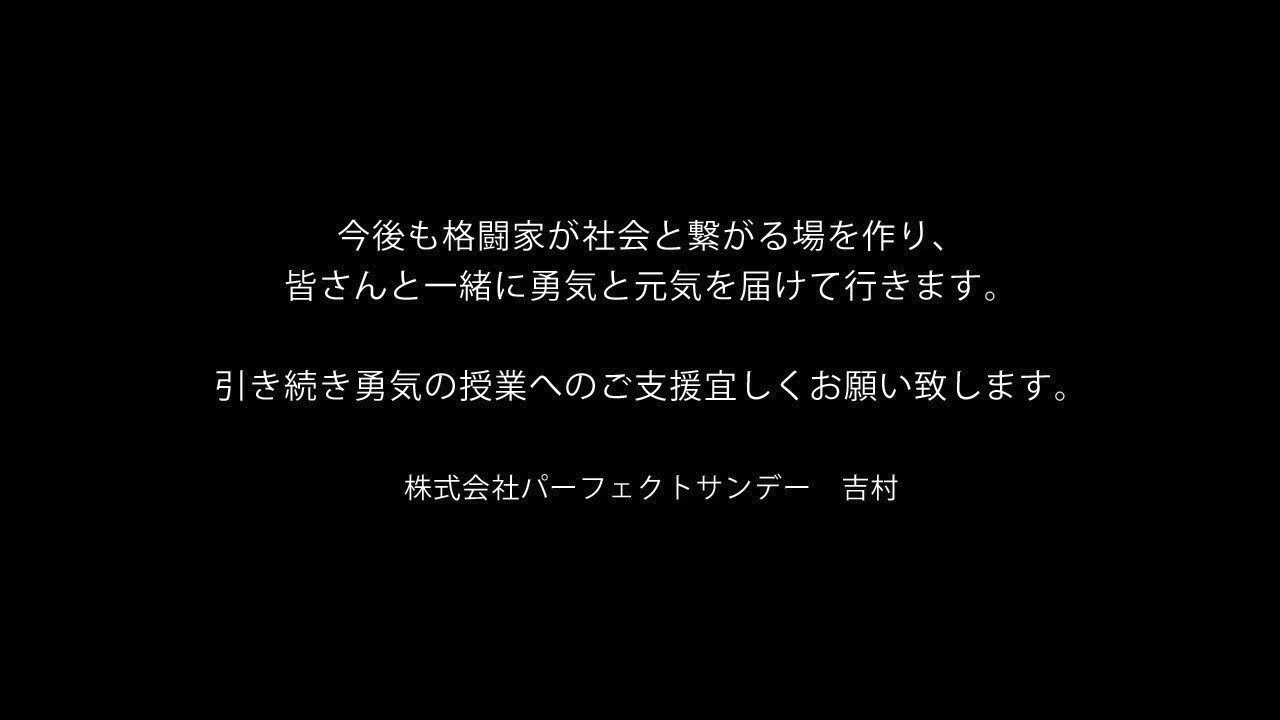 今後も格闘家が社会と繋がる場を作り、
皆さんと一緒に勇気と元気を届けて行きます。
引き続き勇気の授業へのご支援宜しくお願い致します。
株式会社パーフェクトサンデー　吉村